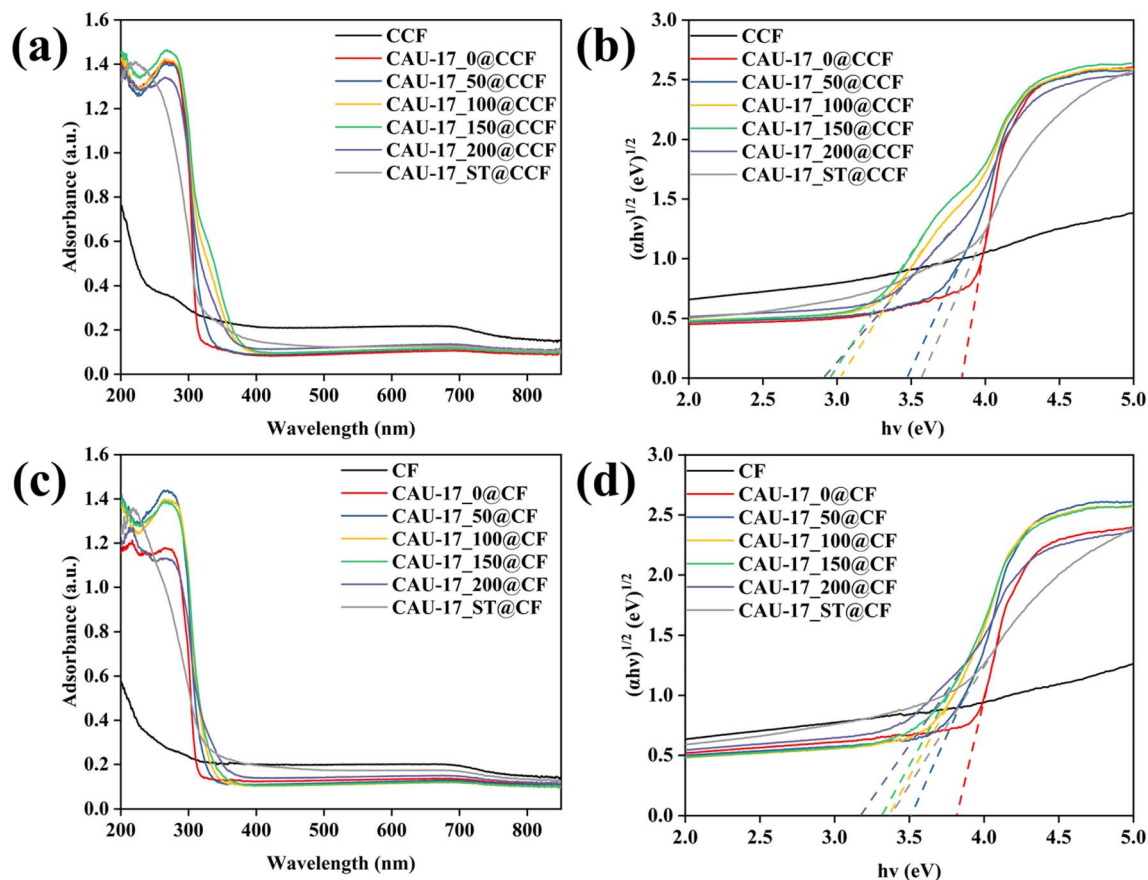 (a)
1.6
1.4
1.2
1.0
0.8
0.6
0.4
0.2
0.0
Adsorbance (a.u.)
200 300 400 500 600 700 800
Wavelength (nm)
CCF
CAU-17_0@CCF
CAU-17_50@CCF
CAU-17_100@CCF
CAU-17_150@CCF
CAU-17_200@CCF
CAU-17_ST@CCF
(b)
3.0
2.5
2.0
1.5
1.0
0.5
0.0
(αhν)1/2 (eV)1/2
2.0 2.5 3.0 3.5 4.0 4.5 5.0
hν (eV)
CCF
CAU-17_0@CCF
CAU-17_50@CCF
CAU-17_100@CCF
CAU-17_150@CCF
CAU-17_200@CCF
CAU-17_ST@CCF
(c)
1.6
1.4
1.2
1.0
0.8
0.6
0.4
0.2
0.0
Adsorbance (a.u.)
200 300 400 500 600 700 800
Wavelength (nm)
CF
CAU-17_0@CF
CAU-17_50@CF
CAU-17_100@CF
CAU-17_150@CF
CAU-17_200@CF
CAU-17_ST@CF
(d)
3.0
2.5
2.0
1.5
1.0
0.5
0.0
(αhν)1/2 (eV)1/2
2.0 2.5 3.0 3.5 4.0 4.5 5.0
hν (eV)
CF
CAU-17_0@CF
CAU-17_50@CF
CAU-17_100@CF
CAU-17_150@CF
CAU-17_200@CF
CAU-17_ST@CF